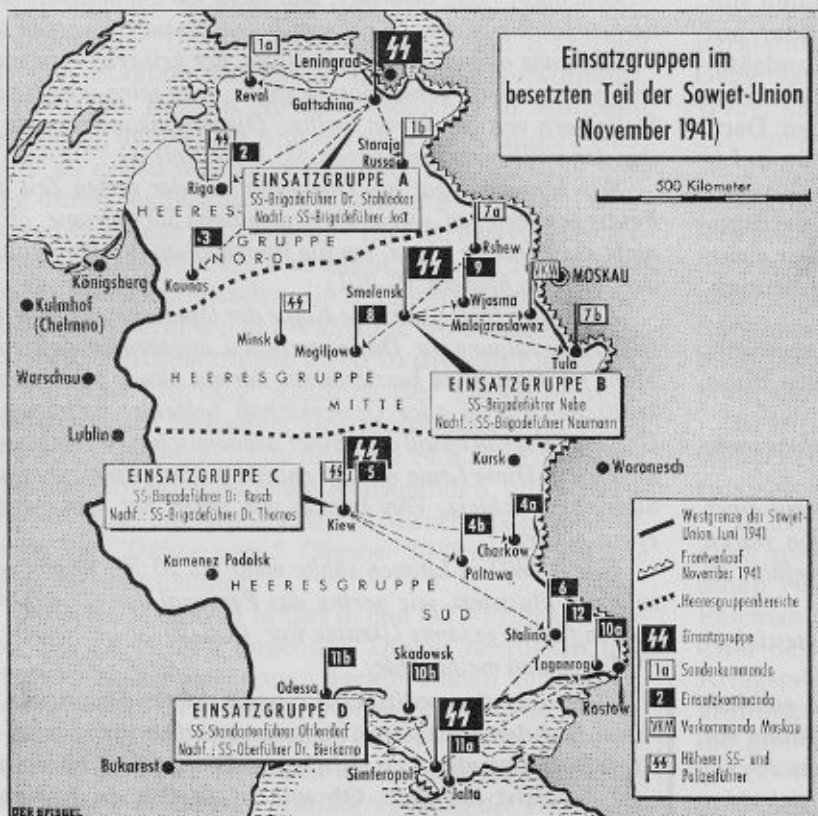 Einsatzgruppen im
besetzten Teil der Sowjet-Union
(November 1941)
500 Kilometer
1a
Leningrad
Reval
Gattschina
1b
Staraja
Russa
2
Riga
EINSATZGRUPPE A
SS-Brigadeführer Dr. Stahlecker
Nachf.: SS-Brigadeführer Jost
HEERES
GRUPPE
NORD
3
Kaunas
Königsberg
Kulmhof
(Chelmno)
7a
Rshew
9
VKM
MOSKAU
Smolensk
Wjasma
Malojaroslawez
8
Minsk
Mogiljow
7b
Tula
Warschau
HEERESGRUPPE
MITTE
EINSATZGRUPPE B
SS-Brigadeführer Nebe
Nachf.: SS-Brigadeführer Naumann
Lublin
Kursk
Woronesch
EINSATZGRUPPE C
SS-Brigadeführer Dr. Rasch
Nachf.: SS-Brigadeführer Dr. Thomas
5
Kiew
4a
4b
Charkow
Poltawa
Kamenez Podolsk
HEERESGRUPPE
SUD
6
12
10a
Stalino
Taganrog
Rostow
11b
Skadowsk
10b
Odessa
EINSATZGRUPPE D
SS-Standartenführer Ohlendorf
Nachf.: SS-Oberführer Dr. Bierkamp
11a
Bukarest
Simferopol
Jalta
Westgrenze der Sowjet-
Union Juni 1941
Frontverlauf
November 1941
Heeresgruppenbereiche
Einsatzgruppe
1a
Sonderkommando
2
Einsatzkommando
VKM
Vorkommando Moskau
Höherer SS- und
Polizeiführer
DER SPIEGEL